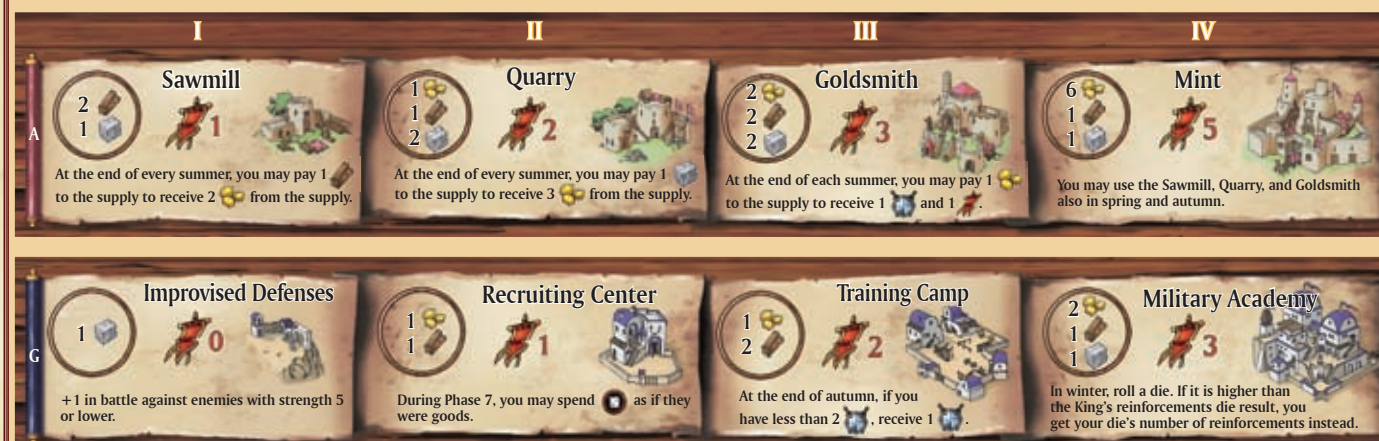 I II III IV
A
Sawmill
2
1
1
At the end of every summer, you may pay 1
to the supply to receive 2 from the supply.
Quarry
1
1
2
2
At the end of every summer, you may pay 1
to the supply to receive 3 from the supply.
Goldsmith
2
2
2
3
At the end of each summer, you may pay 1
to the supply to receive 1 and 1 .
Mint
6
1
1
5
You may use the Sawmill, Quarry, and Goldsmith
also in spring and autumn.
G
Improvised Defenses
1
0
+1 in battle against enemies with strength 5
or lower.
Recruiting Center
1
1
1
During Phase 7, you may spend as if they
were goods.
Training Camp
1
2
2
At the end of autumn, if you
have less than 2 , receive 1 .
Military Academy
2
1
1
3
In winter, roll a die. If it is higher than
the King's reinforcements die result, you
get your die's number of reinforcements instead.